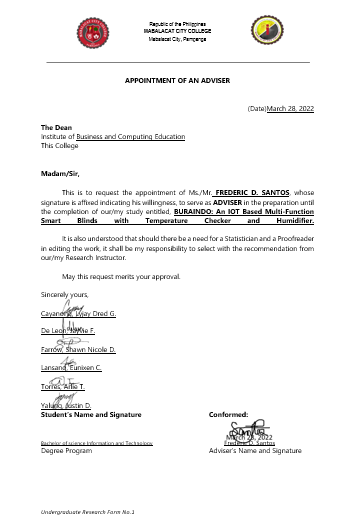 Republic of the Philippines
MABALACAT CITY COLLEGE
Mabalacat City, Pampanga
APPOINTMENT OF AN ADVISER
(Date)March 28, 2022
The Dean
Institute of Business and Computing Education
This College
Madam/Sir,
This is to request the appointment of Ms./Mr. FREDERIC D. SANTOS, whose
signature is affixed indicating his willingness, to serve as ADVISER in the preparation until
the completion of our/my study entitled, BURAINDO: An IOT Based Multi-Function
Smart Blinds with Temperature Checker and Humidifier.
It is also understood that should there be a need for a Statistician and a Proofreader
in editing the work, it shall be my responsibility to select with the recommendation from
our/my Research Instructor.
May this request merits your approval.
Sincerely yours,
Dred G.
De Leon, F.
Farrow, Shawn Nicole D.
Lansang, Eunixen C.
Torres, T.
Justin D.
Student's Name and Signature Conformed:
March 28, 2022
Bachelor of science Information and Technology Frederic D. Santos
Degree Program Adviser's Name and Signature
Undergraduate Research Form No.1